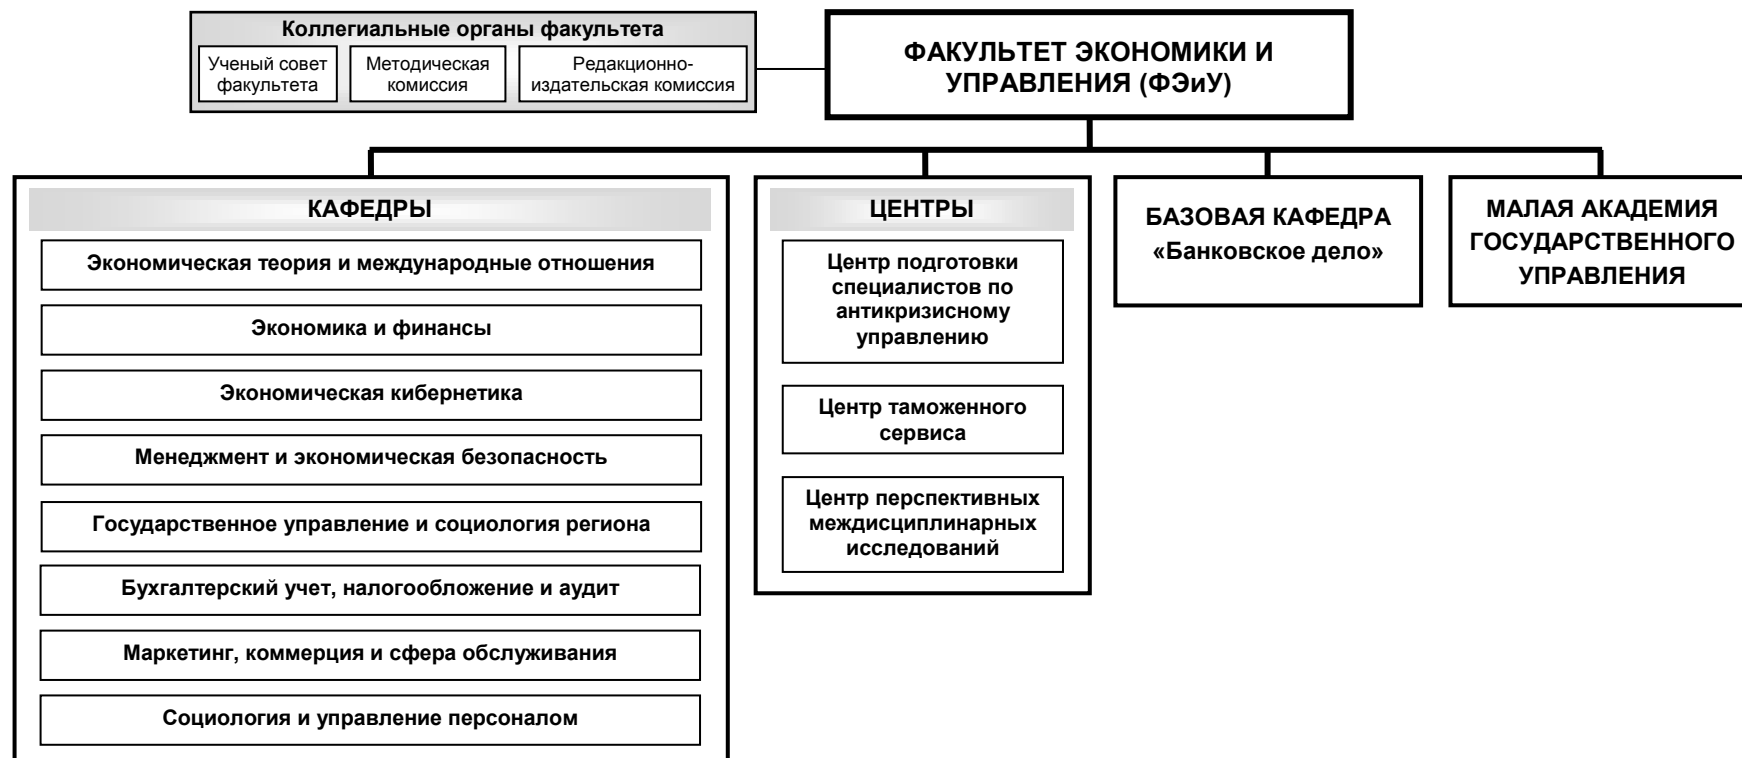 Коллегиальные органы факультета
Ученый совет
факультета
Методическая
комиссия
Редакционно-
издательская комиссия
ФАКУЛЬТЕТ ЭКОНОМИКИ И
УПРАВЛЕНИЯ (ФЭиУ)
КАФЕДРЫ
Экономическая теория и международные отношения
Экономика и финансы
Экономическая кибернетика
Менеджмент и экономическая безопасность
Государственное управление и социология региона
Бухгалтерский учет, налогообложение и аудит
Маркетинг, коммерция и сфера обслуживания
Социология и управление персоналом
ЦЕНТРЫ
Центр подготовки
специалистов по
антикризисному
управлению
Центр таможенного
сервиса
Центр перспективных
междисциплинарных
исследований
БАЗОВАЯ КАФЕДРА
«Банковское дело»
МАЛАЯ АКАДЕМИЯ
ГОСУДАРСТВЕННОГО
УПРАВЛЕНИЯ